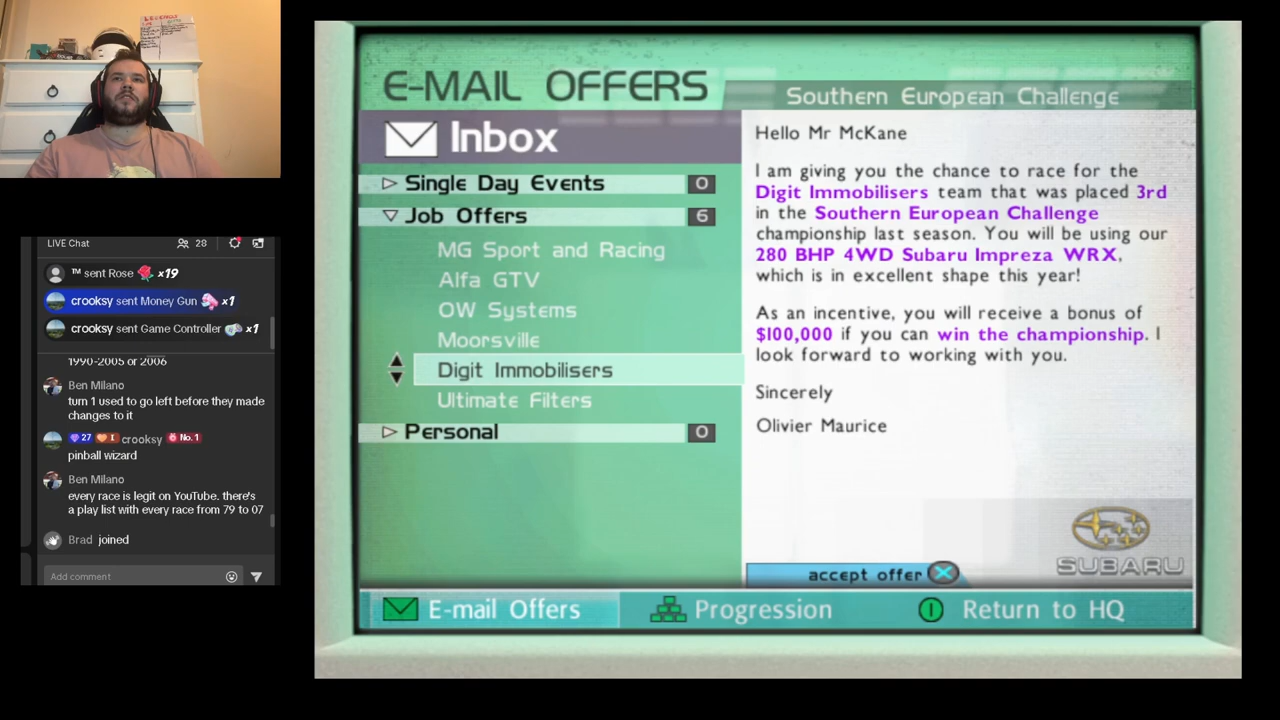 LEGENDS
LIVE Chat
28
™ sent Rose x19
crooksy sent Money Gun x1
crooksy sent Game Controller x1
1990-2005 or 2006
Ben Milano
turn 1 used to go left before they made
changes to it
27 I crooksy No. 1
pinball wizard
Ben Milano
every race is legit on YouTube. there's
a play list with every race from 79 to 07
Brad joined
Add comment
E-MAIL OFFERS
Southern European Challenge
Inbox
Single Day Events 0
Job Offers 6
MG Sport and Racing
Alfa GTV
OW Systems
Moorsville
Digit Immobilisers
Ultimate Filters
Personal 0
Hello Mr McKane
I am giving you the chance to race for the
Digit Immobilisers team that was placed 3rd
in the Southern European Challenge
championship last season. You will be using our
280 BHP 4WD Subaru Impreza WRX,
which is in excellent shape this year!
As an incentive, you will receive a bonus of
$100,000 if you can win the championship. I
look forward to working with you.
Sincerely
Olivier Maurice
SUBARU
accept offer
E-mail Offers
Progression
Return to HQ